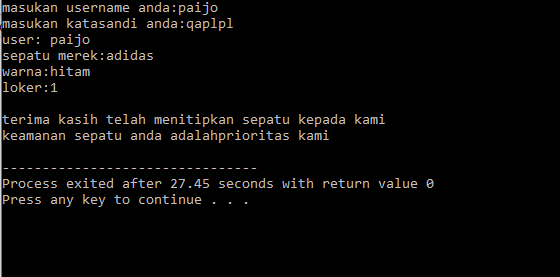 masukan username anda:paijo
masukan katasandi anda:qaplpl
user: paijo
sepatu merek:adidas
warna:hitam
loker:1
terima kasih telah menitipkan sepatu kepada kami
keamanan sepatu anda adalahprioritas kami
--------------------------------
Process exited after 27.45 seconds with return value 0
Press any key to continue . . .